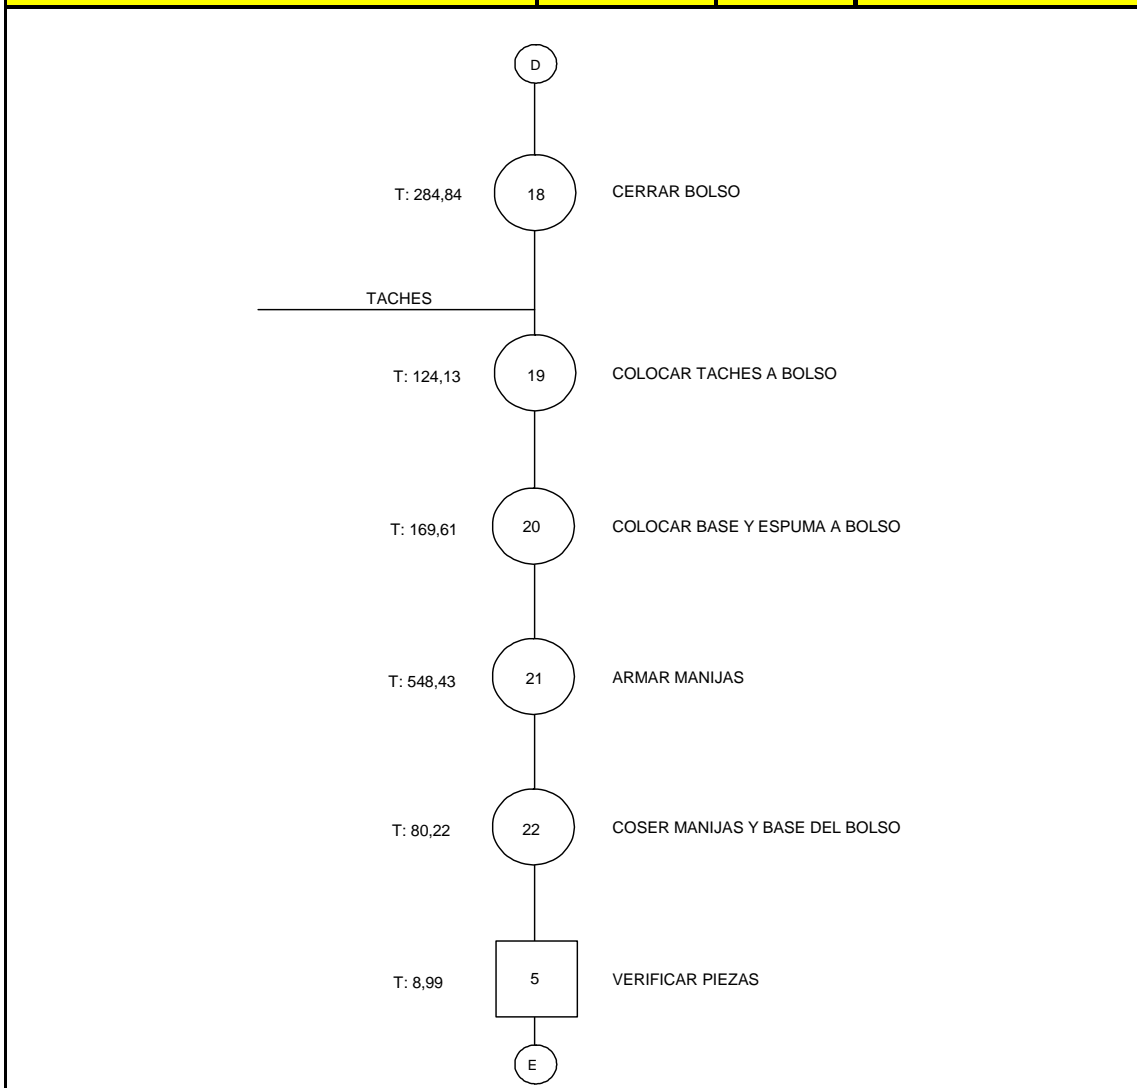 D
T: 284,84 18 CERRAR BOLSO
TACHES
T: 124,13 19 COLOCAR TACHES A BOLSO
T: 169,61 20 COLOCAR BASE Y ESPUMA A BOLSO
T: 548,43 21 ARMAR MANIJAS
T: 80,22 22 COSER MANIJAS Y BASE DEL BOLSO
T: 8,99 5 VERIFICAR PIEZAS
E